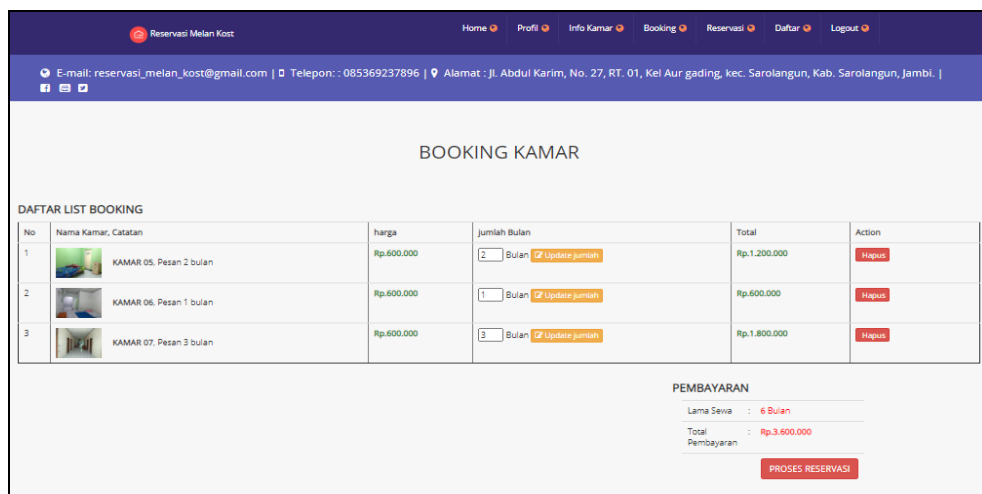 Reservasi Melan Kost
Home Profil Info Kamar Booking Reservasi Daftar Logout
E-mail: reservasi_melan_kost@gmail.com | Telepon: : 085369237896 | Alamat : Jl. Abdul Karim, No. 27, RT. 01, Kel Aur gading, kec. Sarolangun, Kab. Sarolangun, Jambi. |
BOOKING KAMAR
DAFTAR LIST BOOKING
No Nama Kamar, Catatan harga Jumlah Bulan Total Action
1 KAMAR 05, Pesan 2 bulan Rp.600.000 2 Bulan Update jumlah Rp.1.200.000 Hapus
2 KAMAR 06, Pesan 1 bulan Rp.600.000 1 Bulan Update jumlah Rp.600.000 Hapus
3 KAMAR 07, Pesan 3 bulan Rp.600.000 3 Bulan Update jumlah Rp.1.800.000 Hapus
PEMBAYARAN
Lama Sewa : 6 Bulan
Total Pembayaran : Rp.3.600.000
PROSES RESERVASI